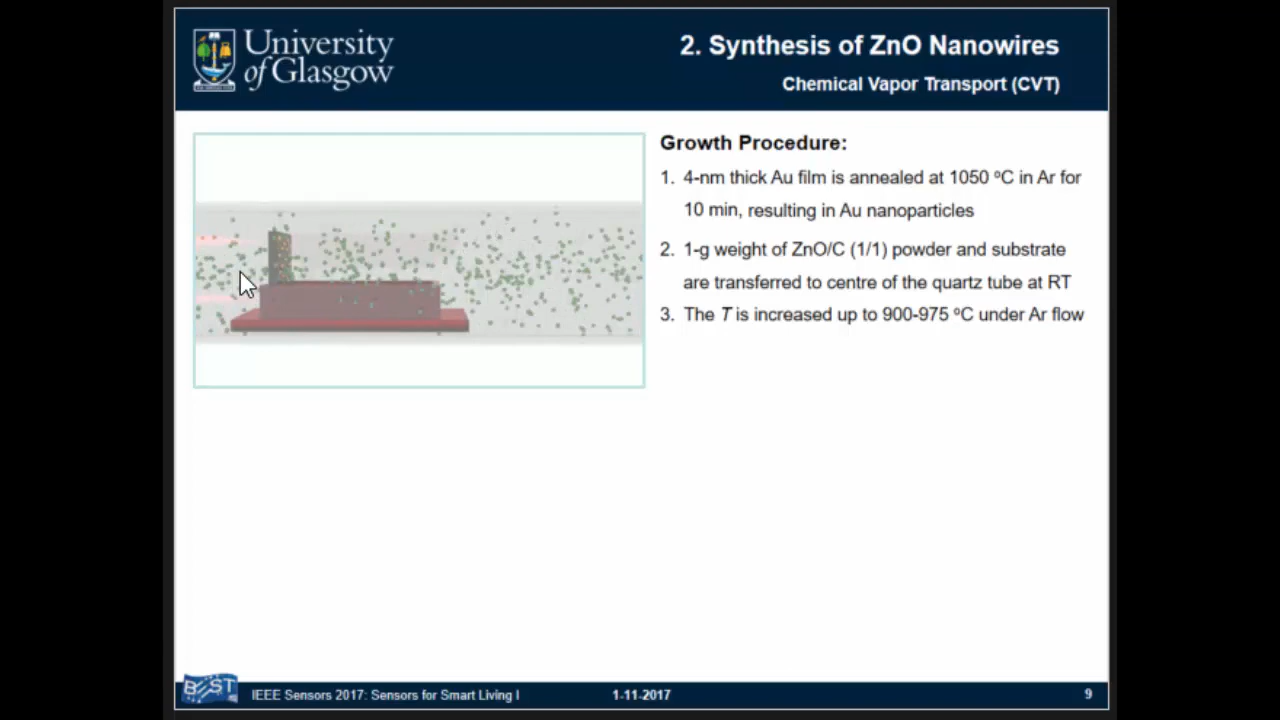 University
of Glasgow
2. Synthesis of ZnO Nanowires
Chemical Vapor Transport (CVT)
Growth Procedure:
1. 4-nm thick Au film is annealed at 1050 ºC in Ar for
10 min, resulting in Au nanoparticles
2. 1-g weight of ZnO/C (1/1) powder and substrate
are transferred to centre of the quartz tube at RT
3. The T is increased up to 900-975 ºC under Ar flow
BEST
IEEE Sensors 2017: Sensors for Smart Living I
1-11-2017
9